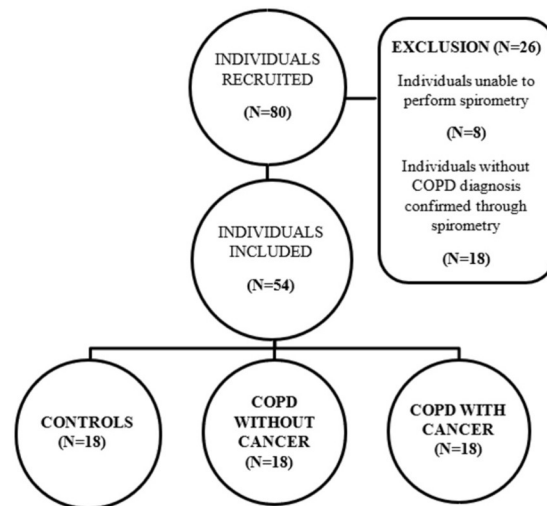 INDIVIDUALS
RECRUITED
(N=80)
EXCLUSION (N=26)
Individuals unable to
perform spirometry
(N=8)
Individuals without
COPD diagnosis
confirmed through
spirometry
(N=18)
INDIVIDUALS
INCLUDED
(N=54)
CONTROLS
(N=18)
COPD
WITHOUT
CANCER
(N=18)
COPD WITH
CANCER
(N=18)